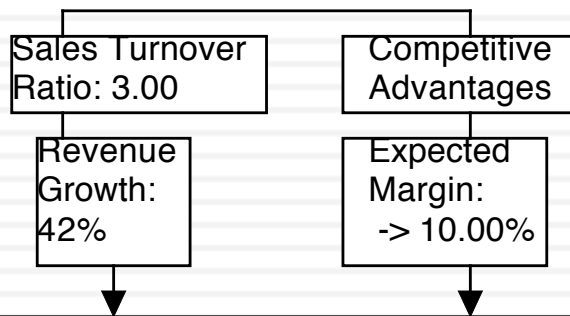 Sales Turnover
Ratio: 3.00
Competitive
Advantages
Revenue
Growth:
42%
Expected
Margin:
-> 10.00%